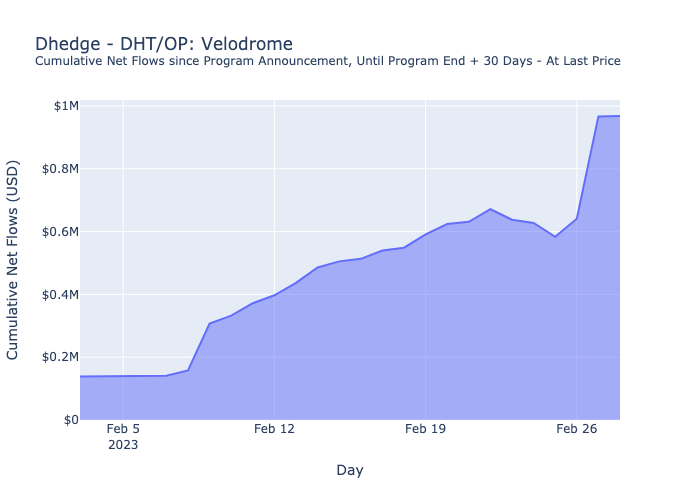 Dhedge - DHT/OP: Velodrome
Cumulative Net Flows since Program Announcement, Until Program End + 30 Days - At Last Price
$1M
$0.8M
$0.6M
$0.4M
$0.2M
$0
Cumulative Net Flows (USD)
Feb 5
2023
Feb 12
Feb 19
Feb 26
Day